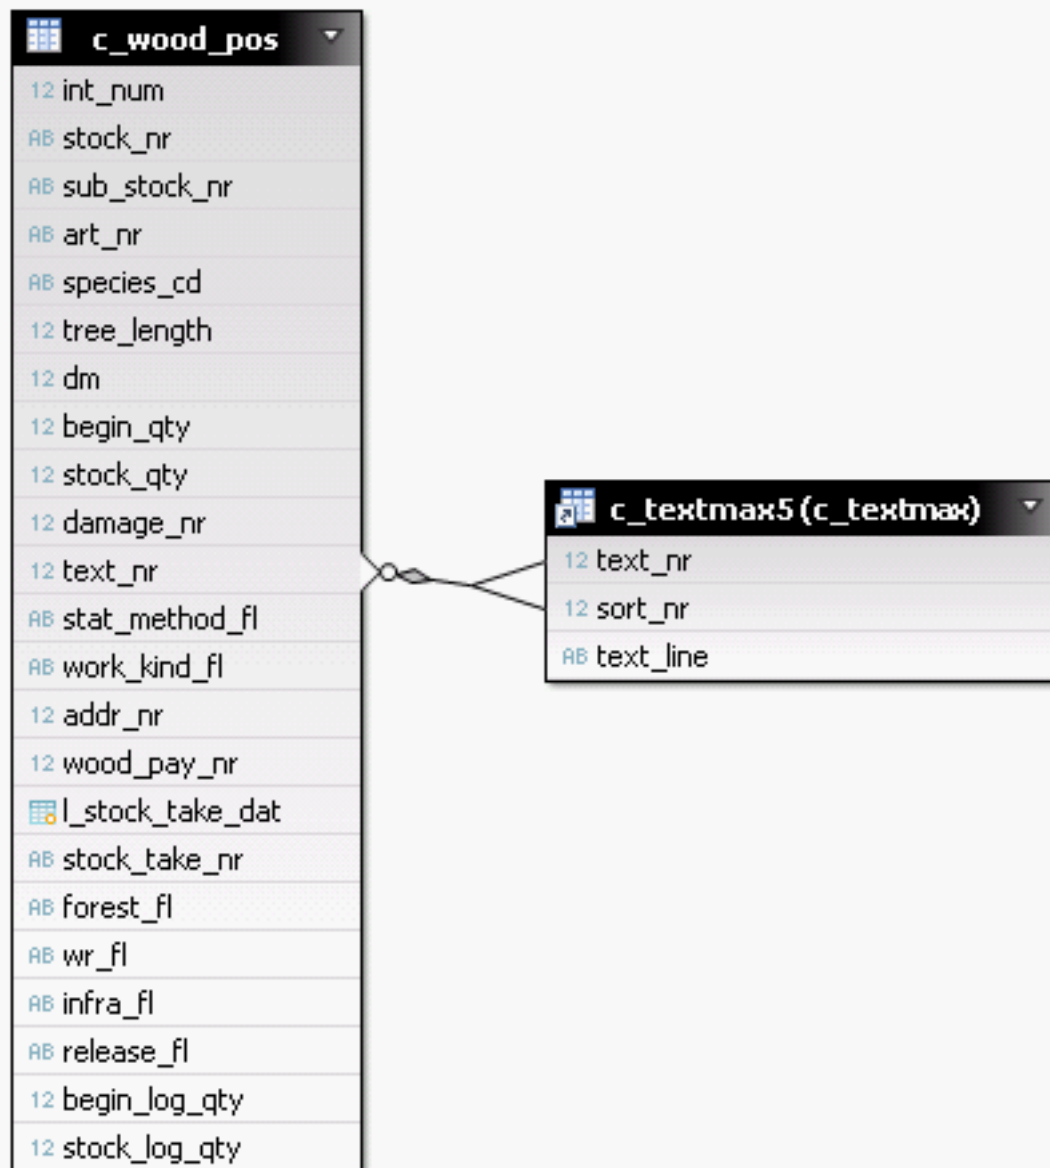 c_wood_pos
12 int_num
AB stock_nr
AB sub_stock_nr
AB art_nr
AB species_cd
12 tree_length
12 dm
12 begin_qty
12 stock_qty
12 damage_nr
12 text_nr
AB stat_method_fl
AB work_kind_fl
12 addr_nr
12 wood_pay_nr
l_stock_take_dat
AB stock_take_nr
AB forest_fl
AB wr_fl
AB infra_fl
AB release_fl
12 begin_log_qty
12 stock_log_qty
c_textmax5 (c_textmax)
12 text_nr
12 sort_nr
AB text_line